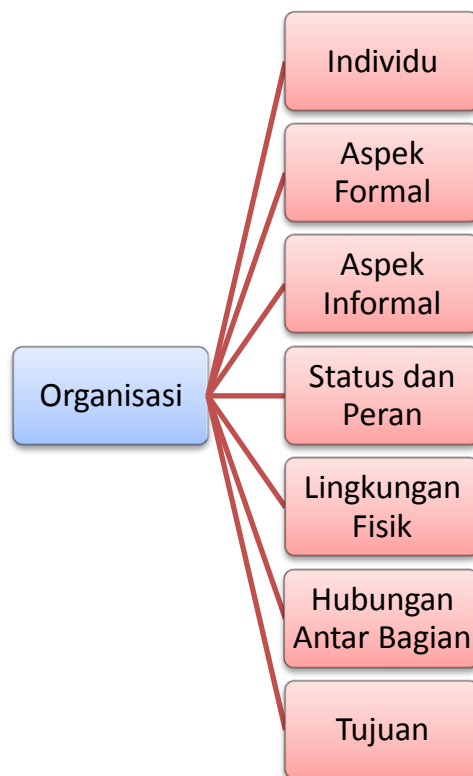 Organisasi
Individu
Aspek
Formal
Aspek
Informal
Status dan
Peran
Lingkungan
Fisik
Hubungan
Antar Bagian
Tujuan